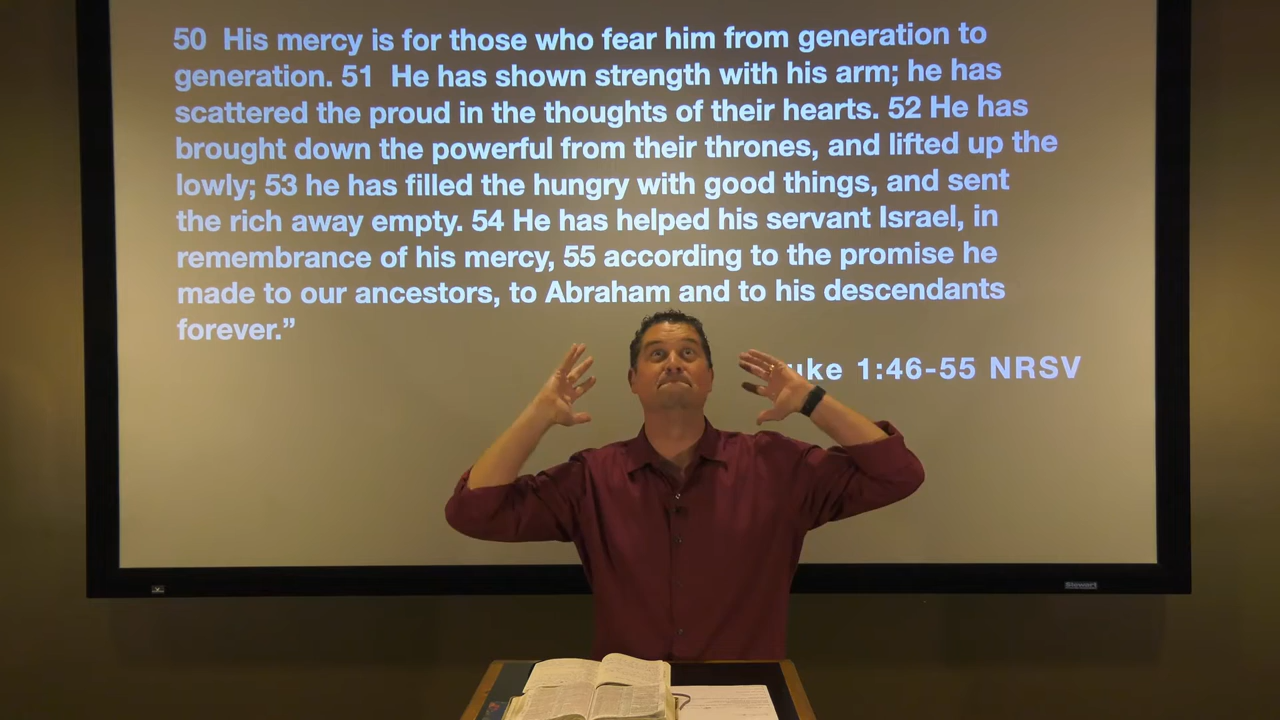 50 His mercy is for those who fear him from generation to
generation. 51 He has shown strength with his arm; he has
scattered the proud in the thoughts of their hearts. 52 He has
brought down the powerful from their thrones, and lifted up the
lowly; 53 he has filled the hungry with good things, and sent
the rich away empty. 54 He has helped his servant Israel, in
remembrance of his mercy, 55 according to the promise he
made to our ancestors, to Abraham and to his descendants
forever.”
uke 1:46-55 NRSV
Stewart